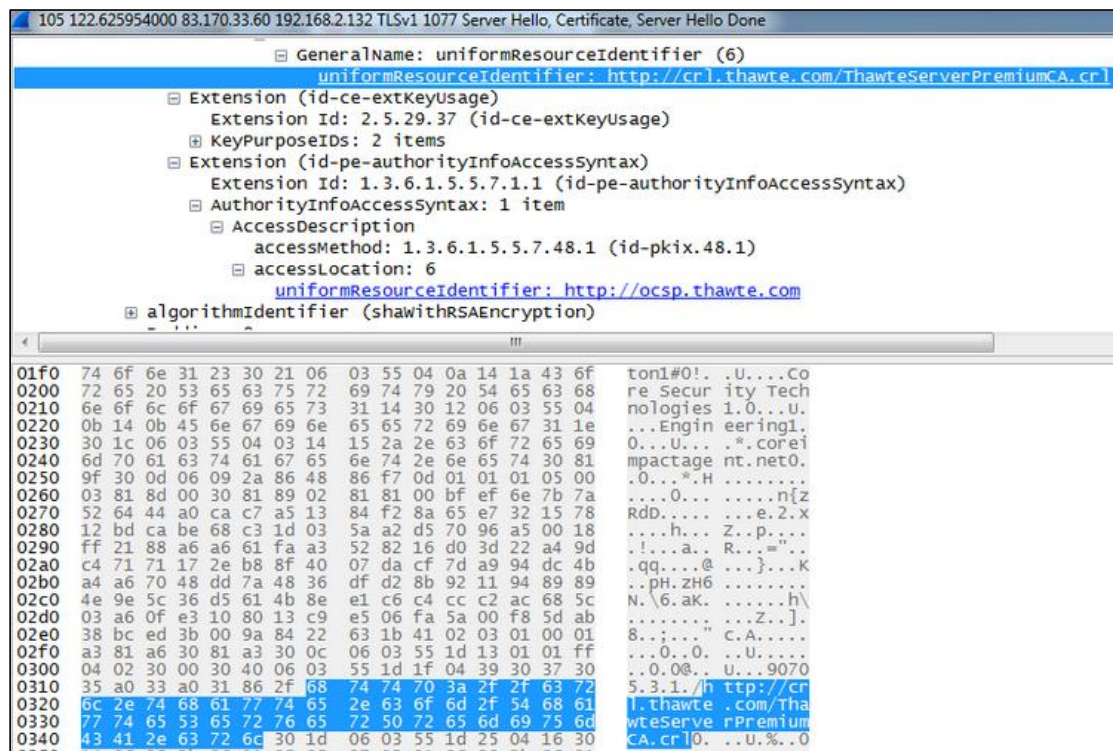 105 122.625954000 83.170.33.60 192.168.2.132 TLSv1 1077 Server Hello, Certificate, Server Hello Done
GeneralName: uniformResourceIdentifier (6)
uniformResourceIdentifier: http://crl.thawte.com/ThawteServerPremiumCA.crl
Extension (id-ce-extKeyUsage)
Extension Id: 2.5.29.37 (id-ce-extKeyUsage)
KeyPurposeIDs: 2 items
Extension (id-pe-authorityInfoAccessSyntax)
Extension Id: 1.3.6.1.5.5.7.1.1 (id-pe-authorityInfoAccessSyntax)
AuthorityInfoAccessSyntax: 1 item
AccessDescription
accessMethod: 1.3.6.1.5.5.7.48.1 (id-pkix.48.1)
accessLocation: 6
uniformResourceIdentifier: http://ocsp.thawte.com
algorithmIdentifier (shaWithRSAEncryption)
01f0 74 6f 6e 31 23 30 21 06 03 55 04 0a 14 1a 43 6f ton1#0!. .U....Co
0200 72 65 20 53 65 63 75 72 69 74 79 20 54 65 63 68 re Secur ity Tech
0210 6e 6f 6c 6f 67 69 65 73 31 14 30 12 06 03 55 04 nologies 1.0...U.
0220 0b 14 0b 45 6e 67 69 6e 65 65 72 69 6e 67 31 1e ...Engin eering1.
0230 30 1c 06 03 55 04 03 14 15 2a 2e 63 6f 72 65 69 0...U... .*.corei
0240 6d 70 61 63 74 61 67 65 6e 74 2e 6e 65 74 30 81 mpactage nt.net0.
0250 9f 30 0d 06 09 2a 86 48 86 f7 0d 01 01 01 05 00 .0...*.H ........
0260 03 81 8d 00 30 81 89 02 81 81 00 bf ef 6e 7b 7a ....0... .....n{z
0270 52 64 44 a0 ca c7 a5 13 84 f2 8a 65 e7 32 15 78 RdD..... ...e.2.x
0280 12 bd ca be 68 c3 1d 03 5a a2 d5 70 96 a5 00 18 ....h... Z..p....
0290 ff 21 88 a6 a6 61 fa a3 52 82 16 d0 3d 22 a4 9d .!...a.. R...="..
02a0 c4 71 71 17 2e b8 8f 40 07 da cf 7d a9 94 dc 4b .qq....@ ...}...K
02b0 a4 a6 70 48 dd 7a 48 36 df d2 8b 92 11 94 89 89 ..pH.zH6 ........
02c0 4e 9e 5c 36 d5 61 4b 8e e1 c6 c4 cc c2 ac 68 5c N.\6.aK. ......h\
02d0 03 a6 0f e3 10 80 13 c9 e5 06 fa 5a 00 f8 5d ab ........ ...Z..].
02e0 38 bc ed 3b 00 9a 84 22 63 1b 41 02 03 01 00 01 8..;..." c.A.....
02f0 a3 81 a6 30 81 a3 30 0c 06 03 55 1d 13 01 01 ff ...0..0. ..U.....
0300 04 02 30 00 30 40 06 03 55 1d 1f 04 39 30 37 30 ..0.0@.. U...9070
0310 35 a0 33 a0 31 86 2f 68 74 74 70 3a 2f 2f 63 72 5.3.1./h ttp://cr
0320 6c 2e 74 68 61 77 74 65 2e 63 6f 6d 2f 54 68 61 l.thawte .com/Tha
0330 77 74 65 53 65 72 76 65 72 50 72 65 6d 69 75 6d wteServe rPremium
0340 43 41 2e 63 72 6c 30 1d 06 03 55 1d 25 04 16 30 CA.crl0. ..U.%..0